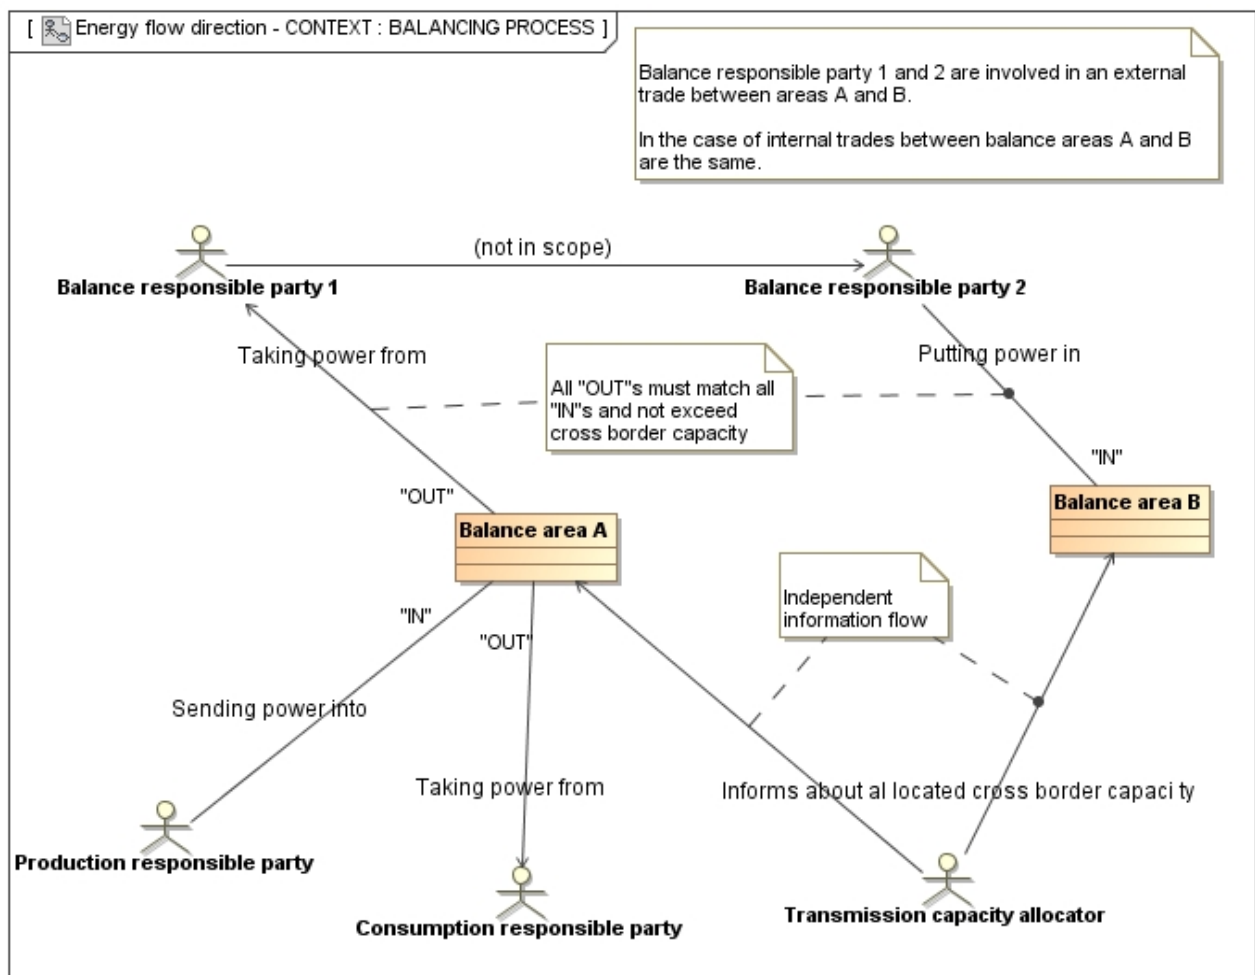 [ Energy flow direction - CONTEXT : BALANCING PROCESS ]
Balance responsible party 1 and 2 are involved in an external
trade between areas A and B.
In the case of internal trades between balance areas A and B
are the same.
(not in scope)
Balance responsible party 1
Balance responsible party 2
Taking power from
Putting power in
All "OUT"s must match all
"IN"s and not exceed
cross border capacity
"OUT"
"IN"
Balance area A
Balance area B
"IN"
"OUT"
Independent
information flow
Sending power into
Taking power from
Informs about al located cross border capaci ty
Production responsible party
Consumption responsible party
Transmission capacity allocator